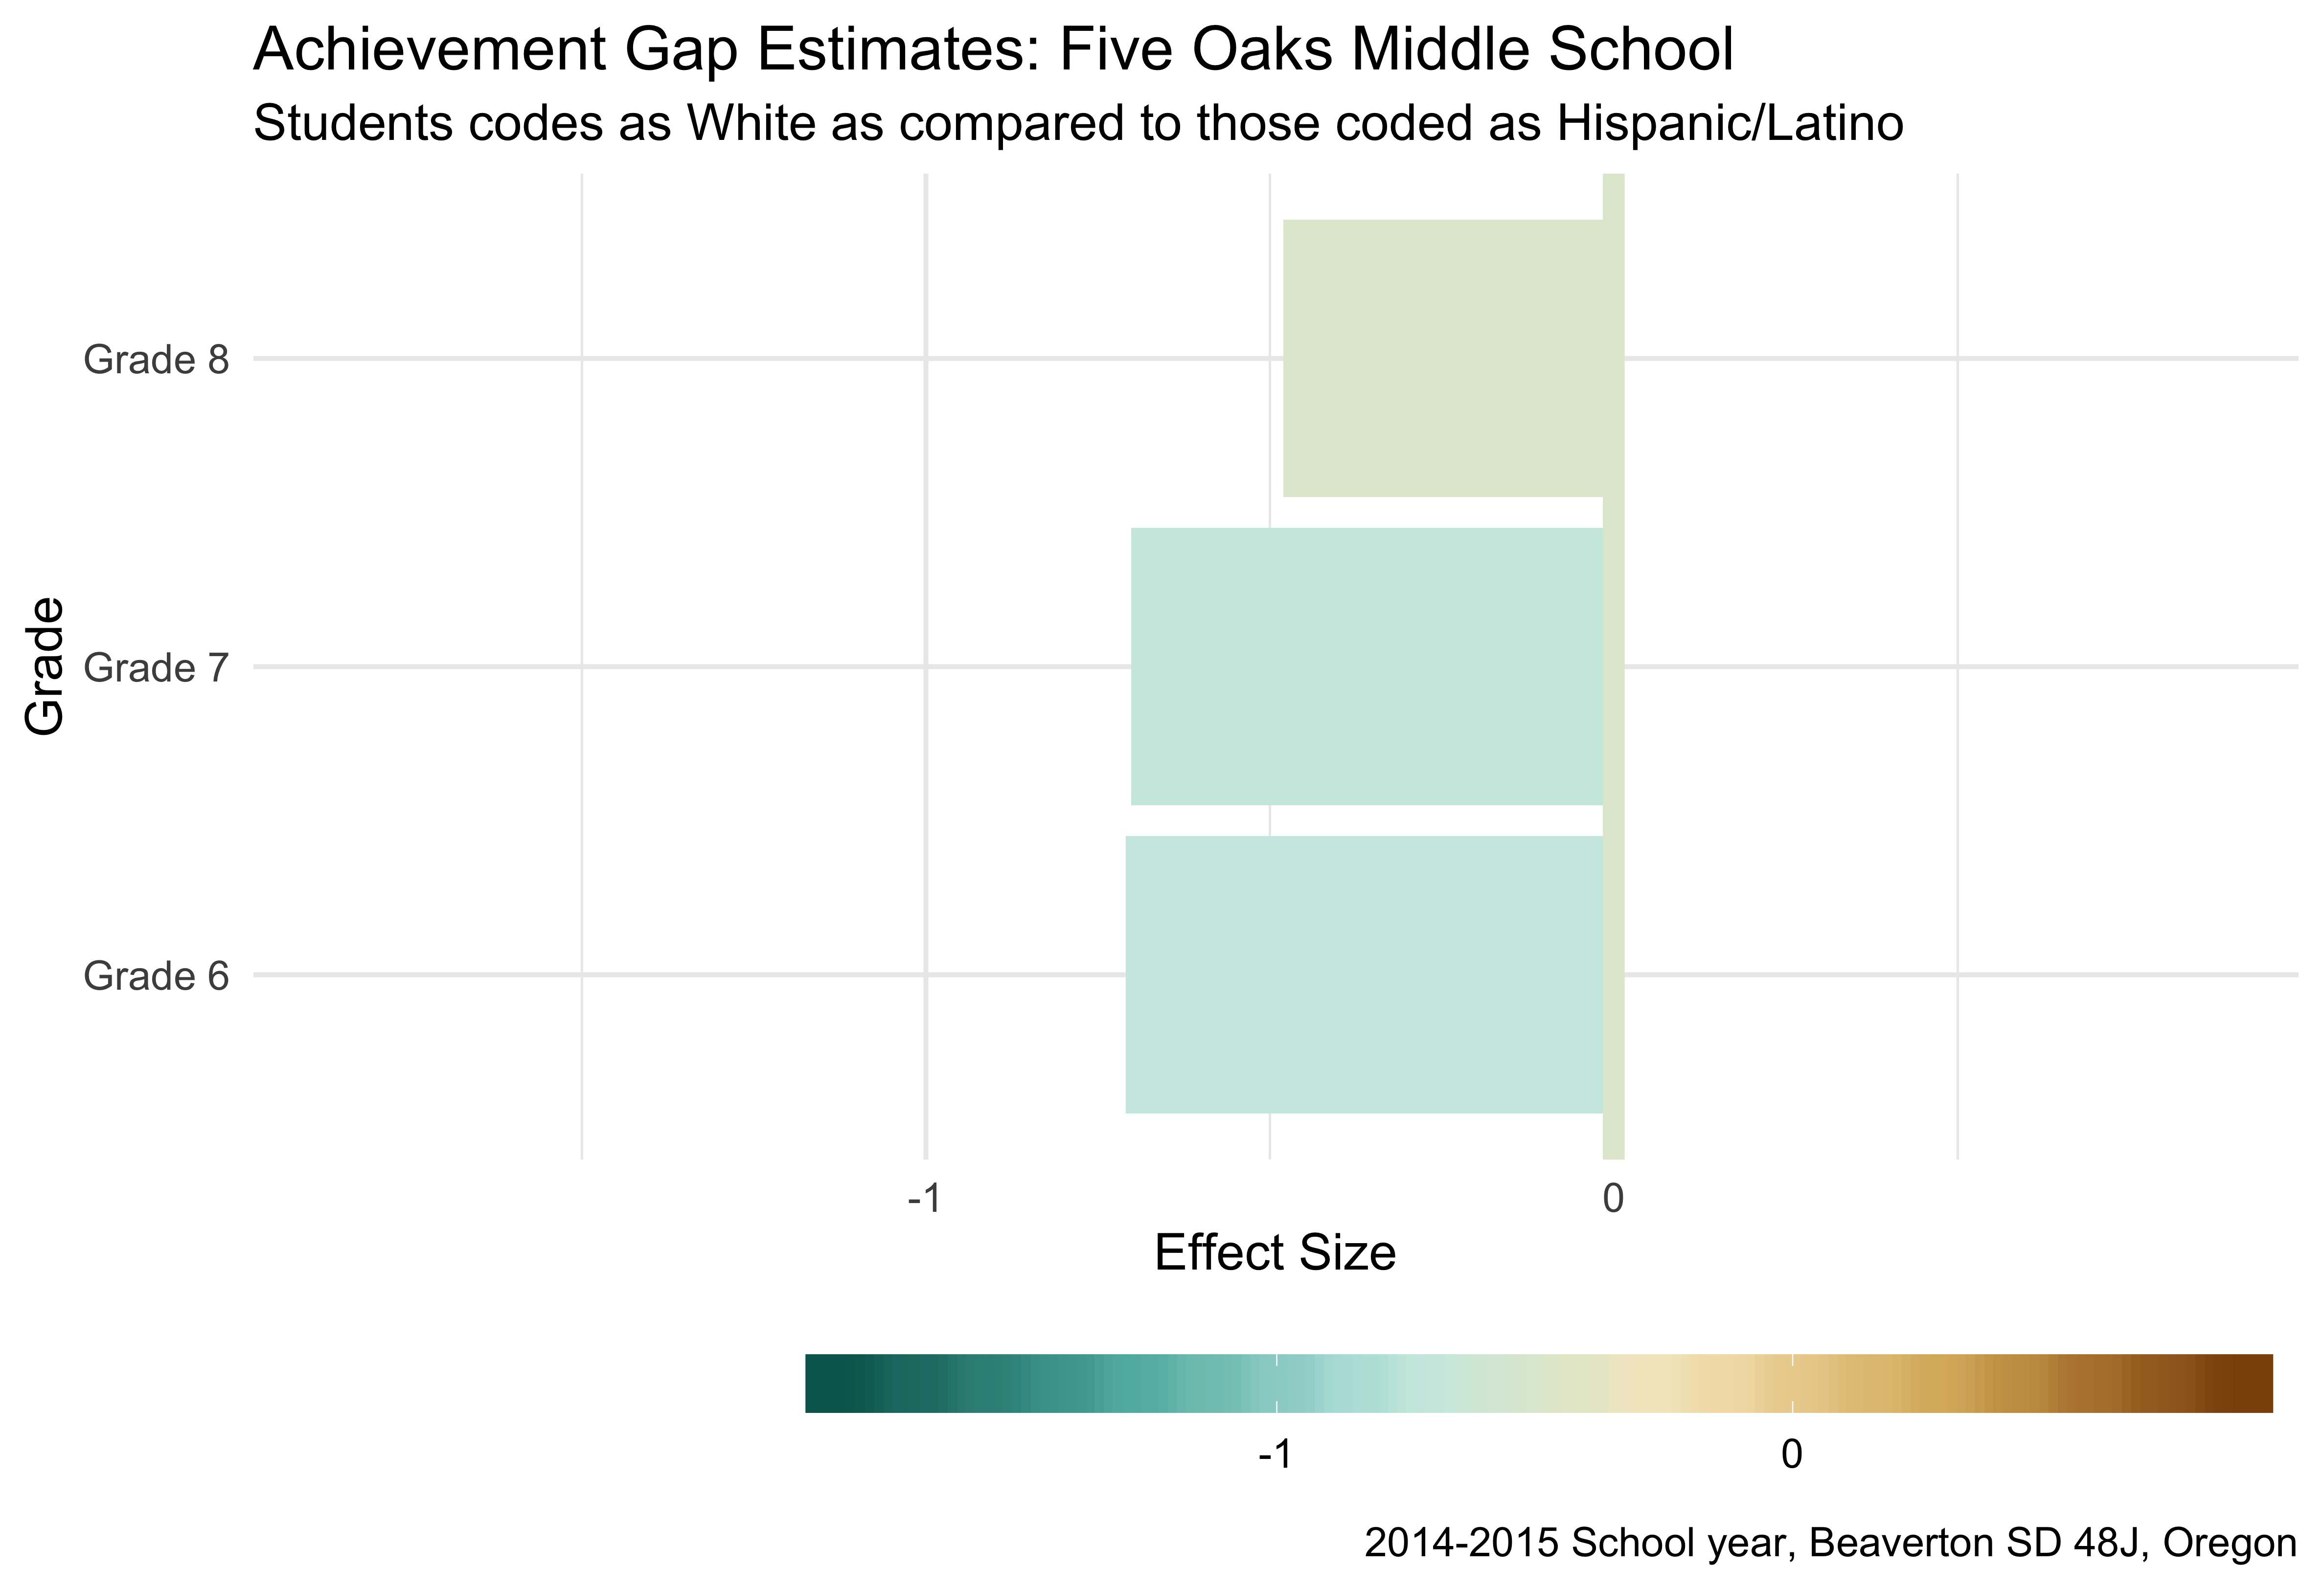 Achievement Gap Estimates: Five Oaks Middle School
Students codes as White as compared to those coded as Hispanic/Latino
Grade
Grade 8
Grade 7
Grade 6
-1 0
Effect Size
-1 0
2014-2015 School year, Beaverton SD 48J, Oregon